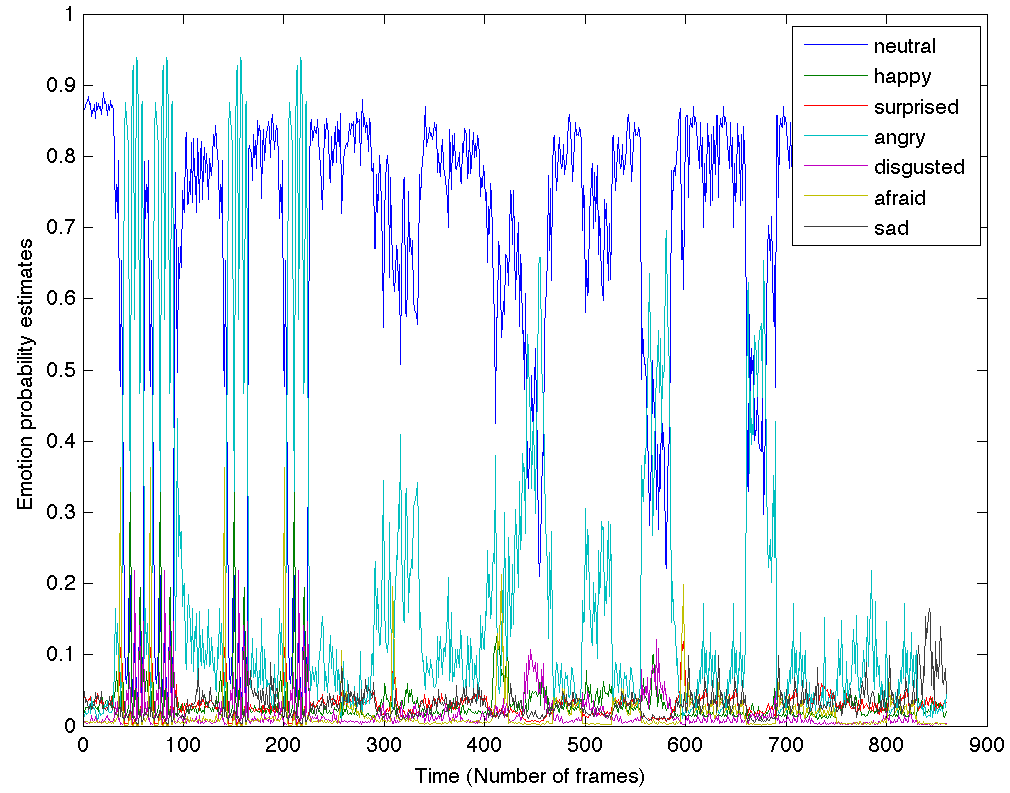 1
0.9
0.8
0.7
0.6
0.5
0.4
0.3
0.2
0.1
0
0 100 200 300 400 500 600 700 800 900
Emotion probability estimates
Time (Number of frames)
neutral
happy
surprised
angry
disgusted
afraid
sad